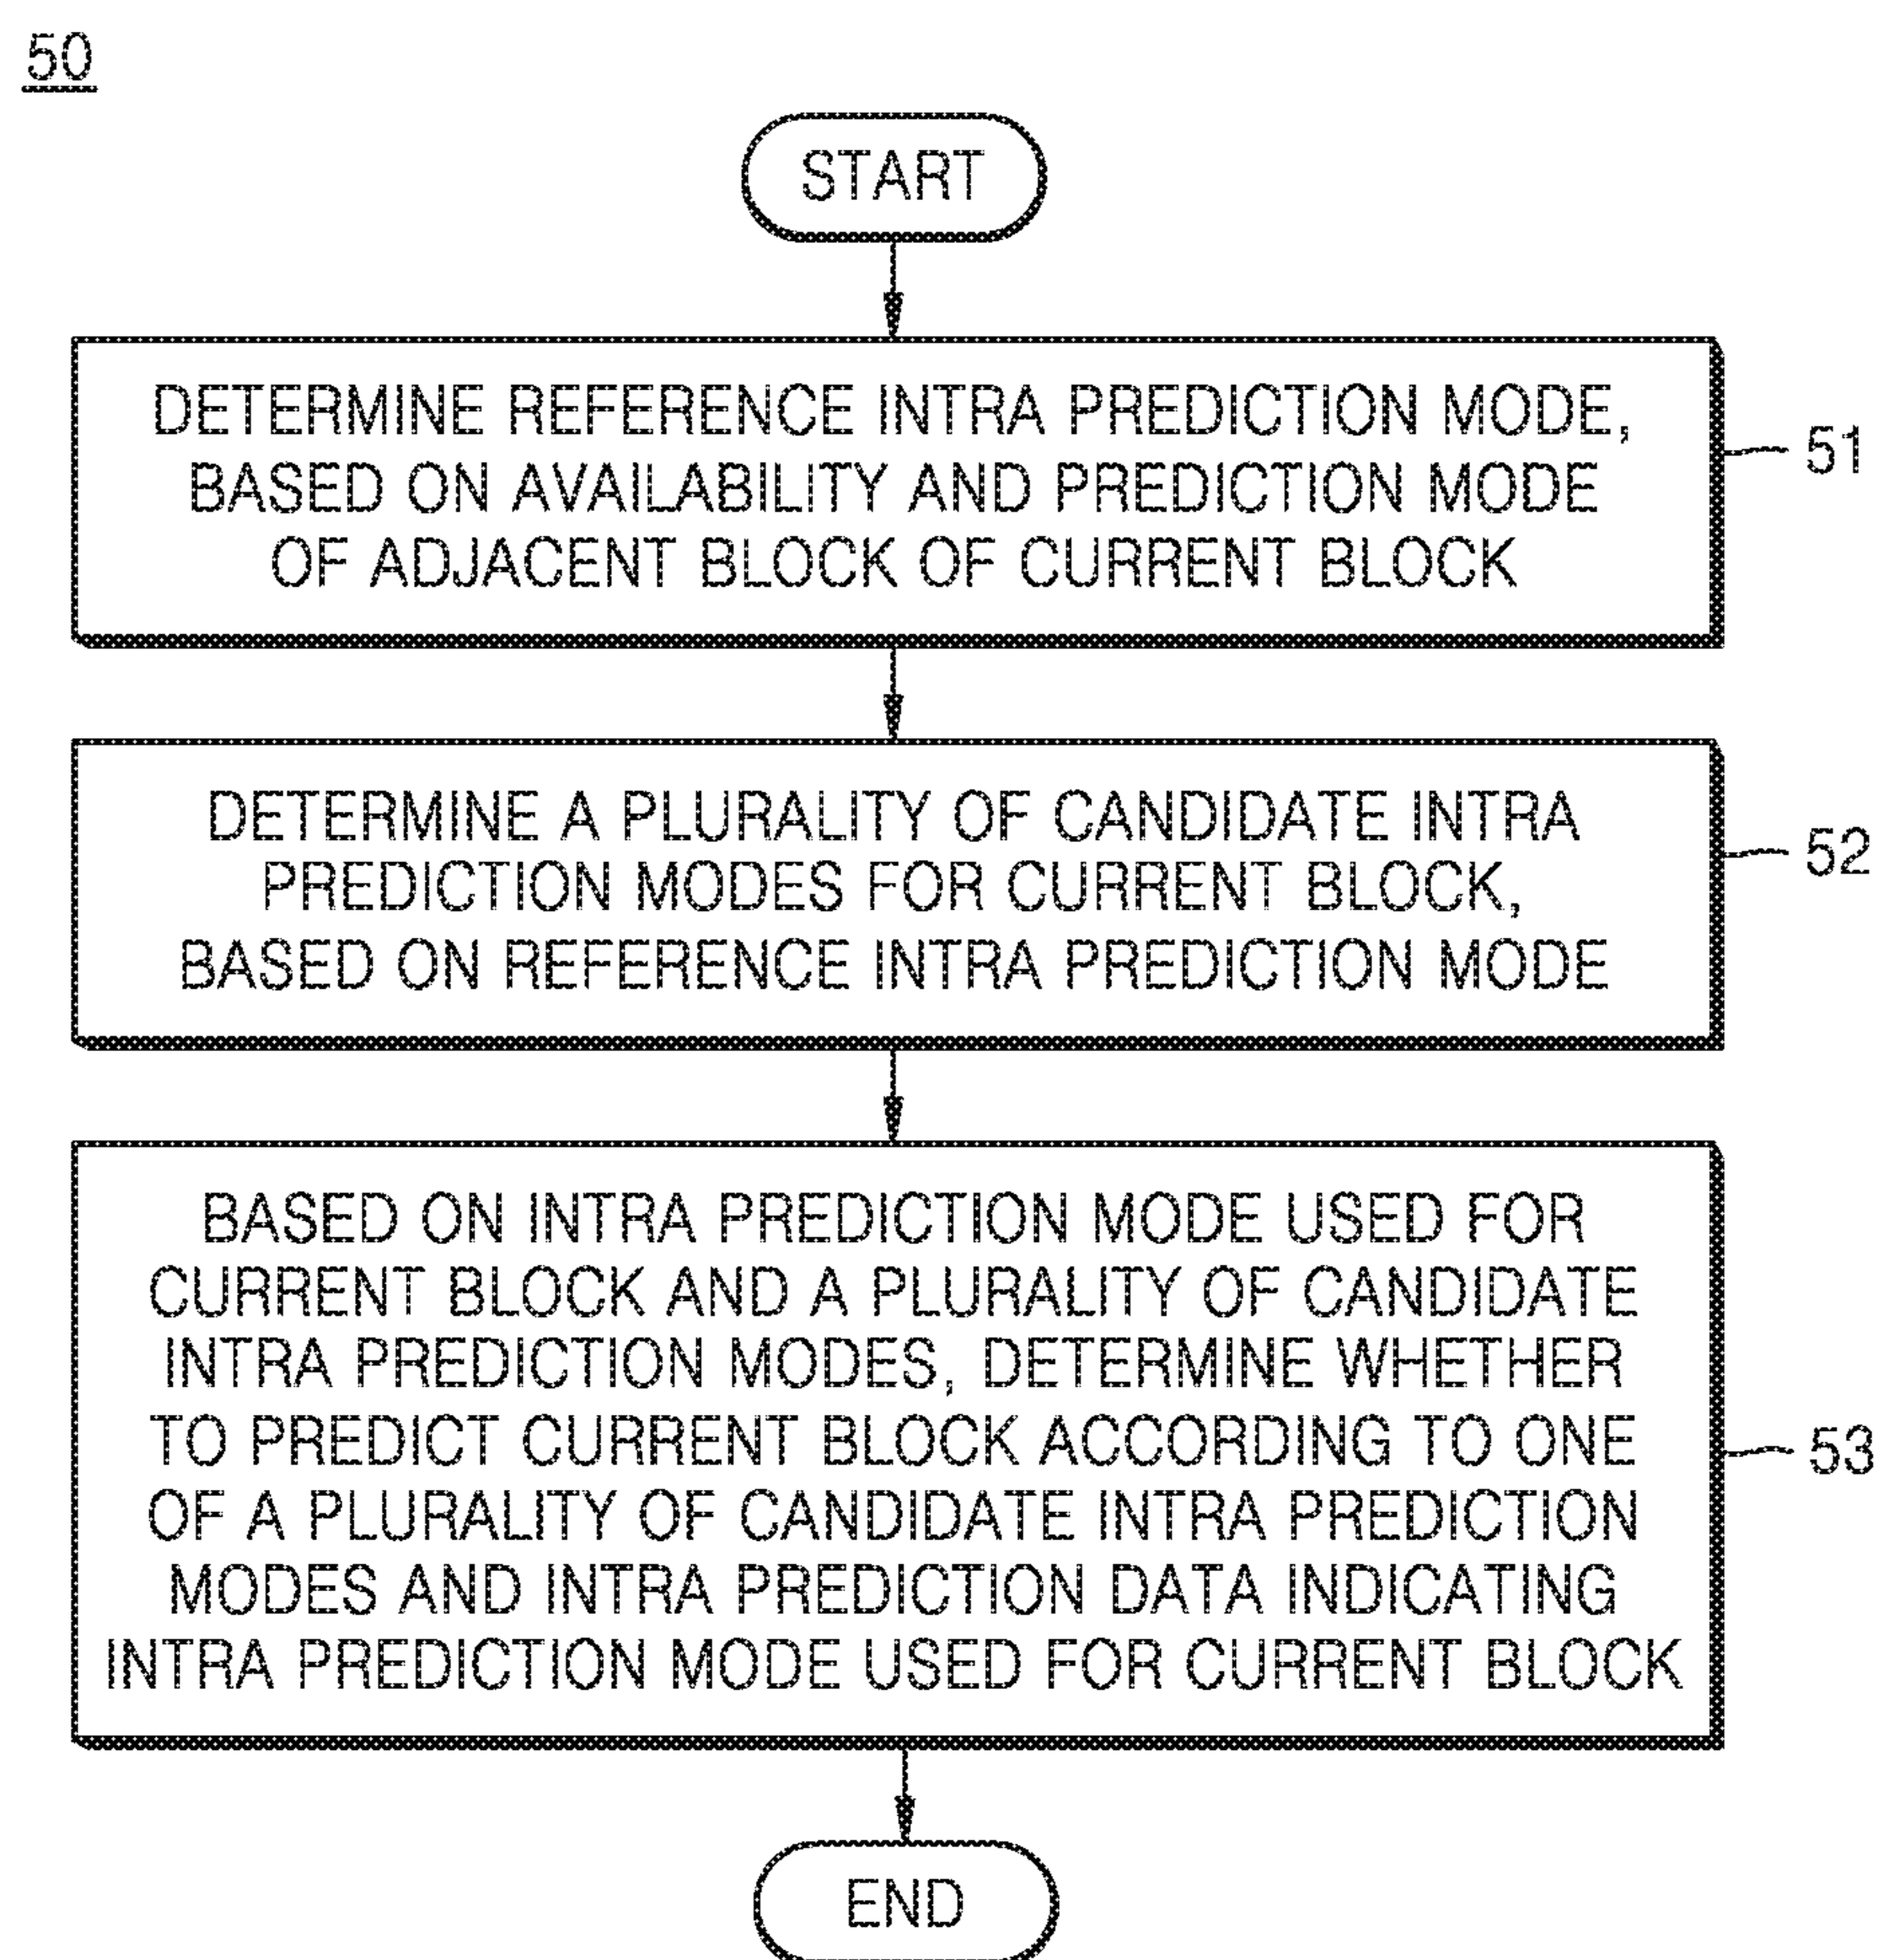 50
START
DETERMINE REFERENCE INTRA PREDICTION MODE,
BASED ON AVAILABILITY AND PREDICTION MODE
OF ADJACENT BLOCK OF CURRENT BLOCK
51
DETERMINE A PLURALITY OF CANDIDATE INTRA
PREDICTION MODES FOR CURRENT BLOCK,
BASED ON REFERENCE INTRA PREDICTION MODE
52
BASED ON INTRA PREDICTION MODE USED FOR
CURRENT BLOCK AND A PLURALITY OF CANDIDATE
INTRA PREDICTION MODES, DETERMINE WHETHER
TO PREDICT CURRENT BLOCK ACCORDING TO ONE
OF A PLURALITY OF CANDIDATE INTRA PREDICTION
MODES AND INTRA PREDICTION DATA INDICATING
INTRA PREDICTION MODE USED FOR CURRENT BLOCK
53
END